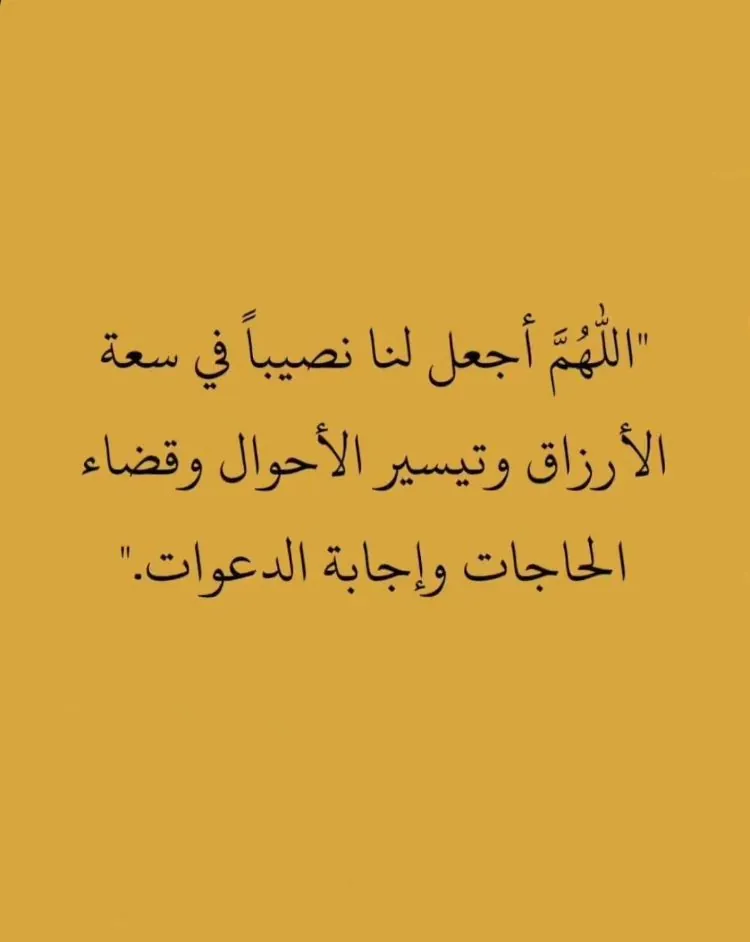 "اللّٰهُمَّ أجعل لنا نصيباً في سعة
الأرزاق وتيسير الأحوال وقضاء
الحاجات وإجابة الدعوات."